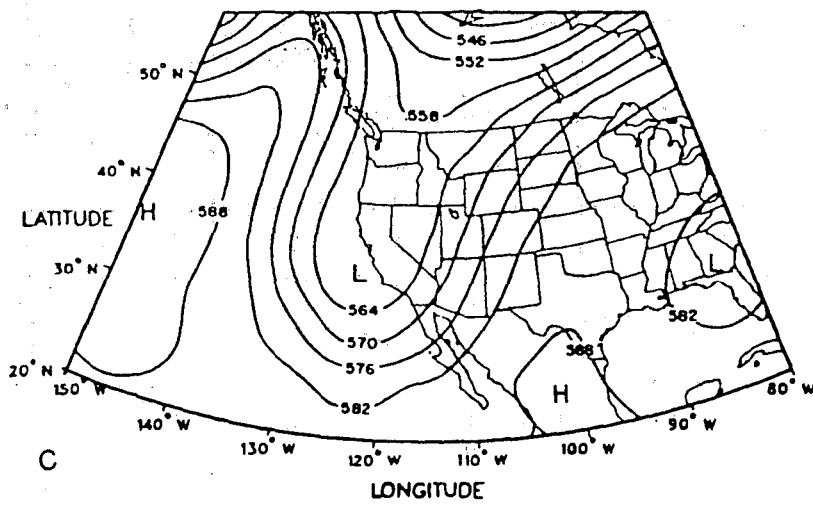 546
50° N
552
.558
40° N
LATITUDE H
588
L
30° N
L
564
582
570
588
576
20° N
150° W
H
80° W
582
140° W
90° W
130° W
100° W
120° W
110° W
C
LONGITUDE